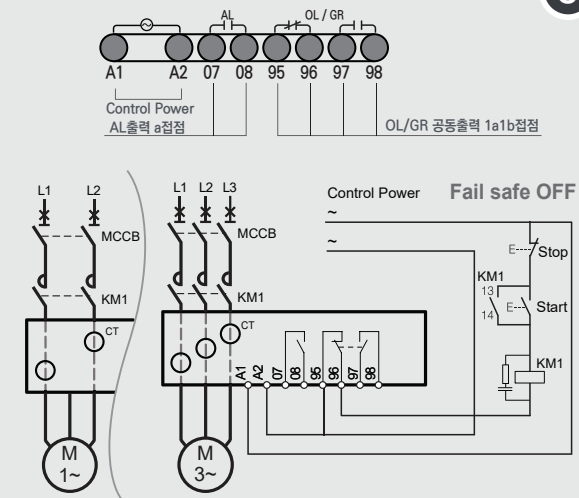 AL
OL / GR
A1 A2 07 08 95 96 97 98
Control Power
AL출력 a접점
OL/GR 공동출력 1a1b접점
Control Power
Fail safe OFF
~
~
L1 L2
L1 L2 L3
MCCB
MCCB
E Stop
KM1
13
14
E Start
KM1
KM1
CT
CT
KM1
A1 A2 07 08 95 96 97 98
M
1~
M
3~